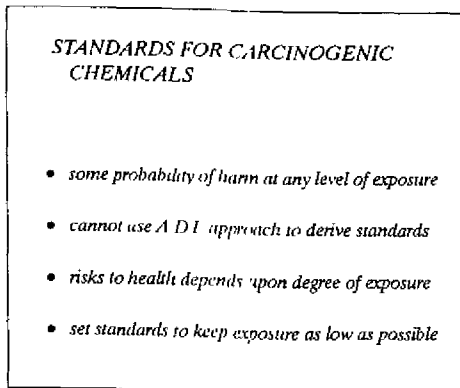 STANDARDS FOR CARCINOGENIC
CHEMICALS
• some probability of harm at any level of exposure
• cannot use A D I approach to derive standards
• risks to health depends upon degree of exposure
• set standards to keep exposure as low as possible